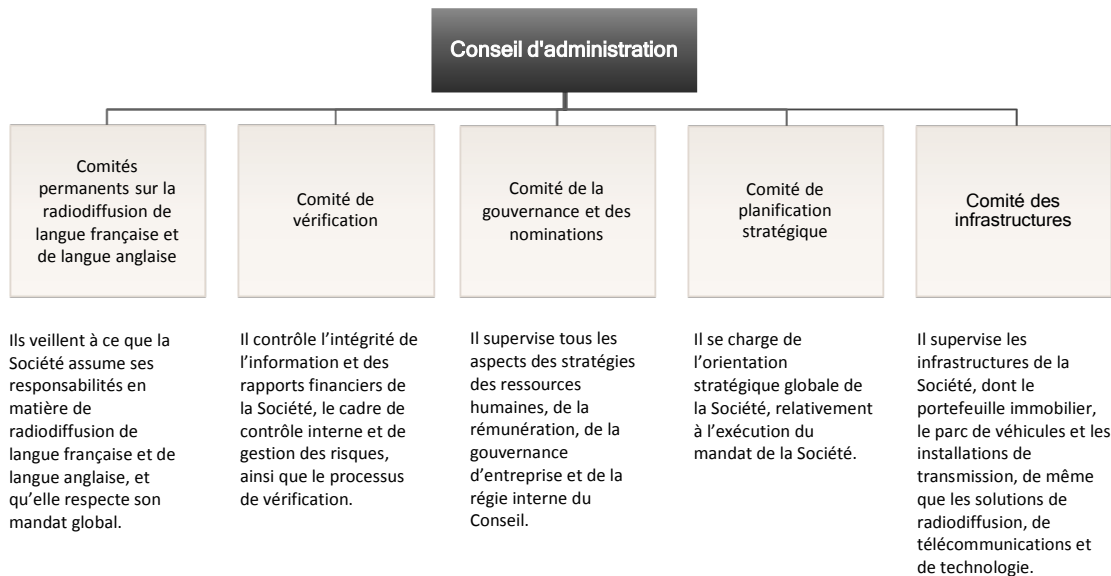 Conseil d'administration
Comités
permanents sur la
radiodiffusion de
langue française et
de langue anglaise
Comité de
vérification
Comité de la
gouvernance et des
nominations
Comité de
planification
stratégique
Comité des
infrastructures
Ils veillent à ce que la
Société assume ses
responsabilités en
matière de
radiodiffusion de
langue française et de
langue anglaise, et
qu’elle respecte son
mandat global.
Il contrôle l’intégrité de
l’information et des
rapports financiers de
la Société, le cadre de
contrôle interne et de
gestion des risques,
ainsi que le processus
de vérification.
Il supervise tous les
aspects des stratégies
des ressources
humaines, de la
rémunération, de la
gouvernance
d’entreprise et de la
régie interne du
Conseil.
Il se charge de
l’orientation
stratégique globale de
la Société, relativement
à l’exécution du
mandat de la Société.
Il supervise les
infrastructures de la
Société, dont le
portefeuille immobilier,
le parc de véhicules et les
installations de
transmission, de même
que les solutions de
radiodiffusion, de
télécommunications et
de technologie.